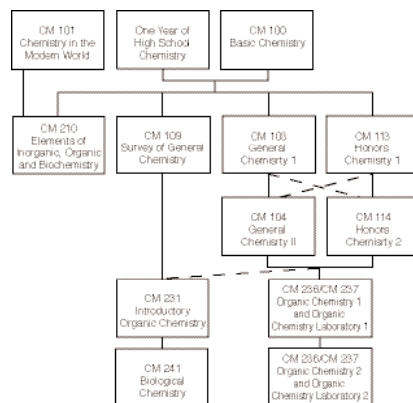 CM 101
Chemistry in the
Modern World
One Year of
High School
Chemistry
CM 100
Basic Chemistry
CM 210
Elements of
Inorganic, Organic
and Biochemistry
CM 109
Survey of General
Chemistry
CM 103
General
Chemisrty 1
CM 113
Honors
Chemisrty 1
CM 104
General
Chemisrty II
CM 114
Honors
Chemisrty 2
CM 231
Introductory
Organic Chemistry
CM 236/CM 237
Organic Chemistry 1
and Organic
Chemistry Laboratory 1
CM 241
Biological
Chemistry
CM 236/CM 237
Organic Chemistry 2
and Organic
Chemistry Laboratory 2